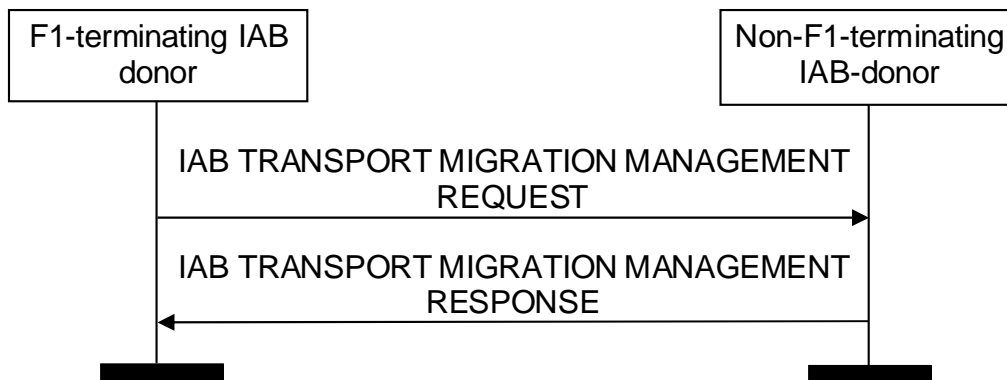 F1-terminating IAB
donor
Non-F1-terminating
IAB-donor
IAB TRANSPORT MIGRATION MANAGEMENT
REQUEST
IAB TRANSPORT MIGRATION MANAGEMENT
RESPONSE